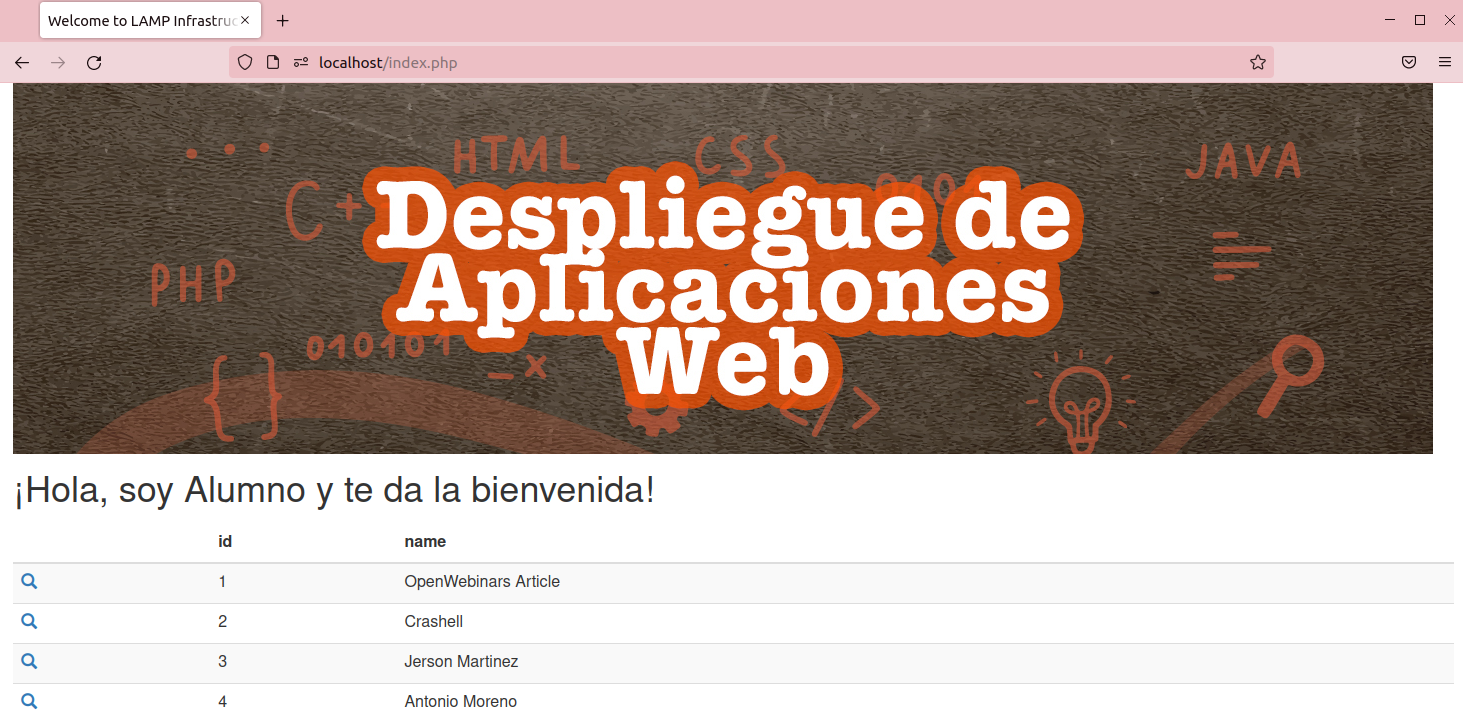 Welcome to LAMP Infrastruc
localhost/index.php
...
HTML
CSS
JAVA
C+
010
Despliegue de
Aplicaciones
Web
PHP
010101
{ }
_x
</>
¡Hola, soy Alumno y te da la bienvenida!
id name
1 OpenWebinars Article
2 Crashell
3 Jerson Martinez
4 Antonio Moreno